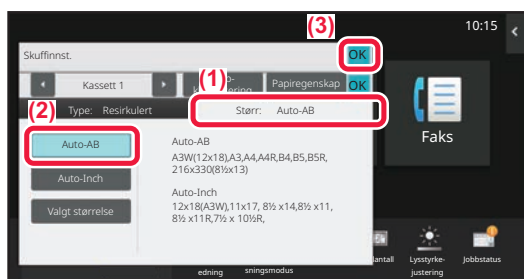 10:15
(3)
Skuffinnst.
OK
Kassett 1
(1)
Papiregenskap
OK
(2)
Type: Resirkulert
Størr: Auto-AB
Auto-AB
Auto-Inch
Valgt størrelse
Auto-AB
A3W(12x18),A3,A4,A4R,B4,B5,B5R,
216x330(8½x13)
Auto-Inch
12x18(A3W),11x17, 8½ x14,8½ x11,
8½ x11R,7½ x 10½R,
Faks
antall
Lysstyrke-
justering
Jobbstatus
edning
sningsmodus